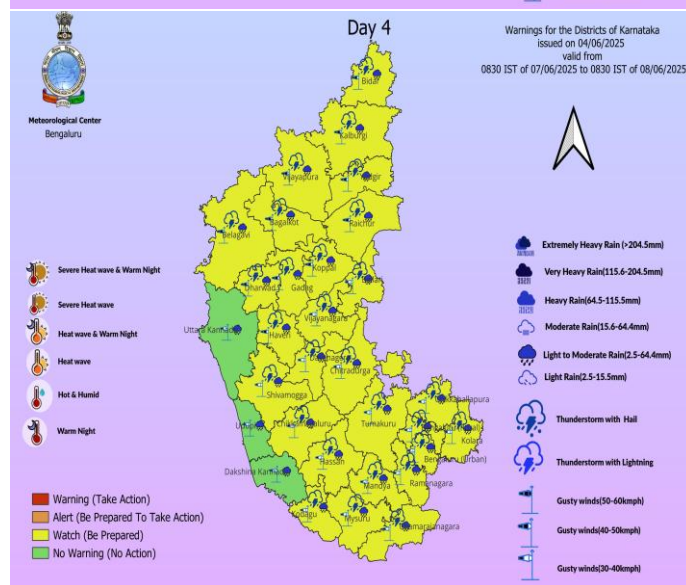 Day 4
Warnings for the Districts of Karnataka
issued on 04/06/2025
valid from
0830 IST of 07/06/2025 to 0830 IST of 08/06/2025
Meteorological Center
Bengaluru
Bidar
Kalburgi
Vijayapura
Yadgir
Bagalkot
Raichur
Belagavi
Koppal
Dharwad
Gadag
Uttara Kannada
Vijayanagara
Haveri
Chitradurga
Shivamogga
Udupi
Chikkamagaluru
Tumakuru
Kolara
Bengaluru (Urban)
Hassan
Dakshina Kannada
Ramanagara
Mandya
Kodagu
Mysuru
Chamarajanagara
Severe Heat wave & Warm Night
Severe Heat wave
Heat wave & Warm Night
Heat wave
Hot & Humid
Warm Night
Warning (Take Action)
Alert (Be Prepared To Take Action)
Watch (Be Prepared)
No Warning (No Action)
Extremely Heavy Rain (>204.5mm)
Very Heavy Rain(115.6-204.5mm)
Heavy Rain(64.5-115.5mm)
Moderate Rain(15.6-64.4mm)
Light to Moderate Rain(2.5-64.4mm)
Light Rain(2.5-15.5mm)
Thunderstorm with Hail
Thunderstorm with Lightning
Gusty winds(50-60kmph)
Gusty winds(40-50kmph)
Gusty winds(30-40kmph)